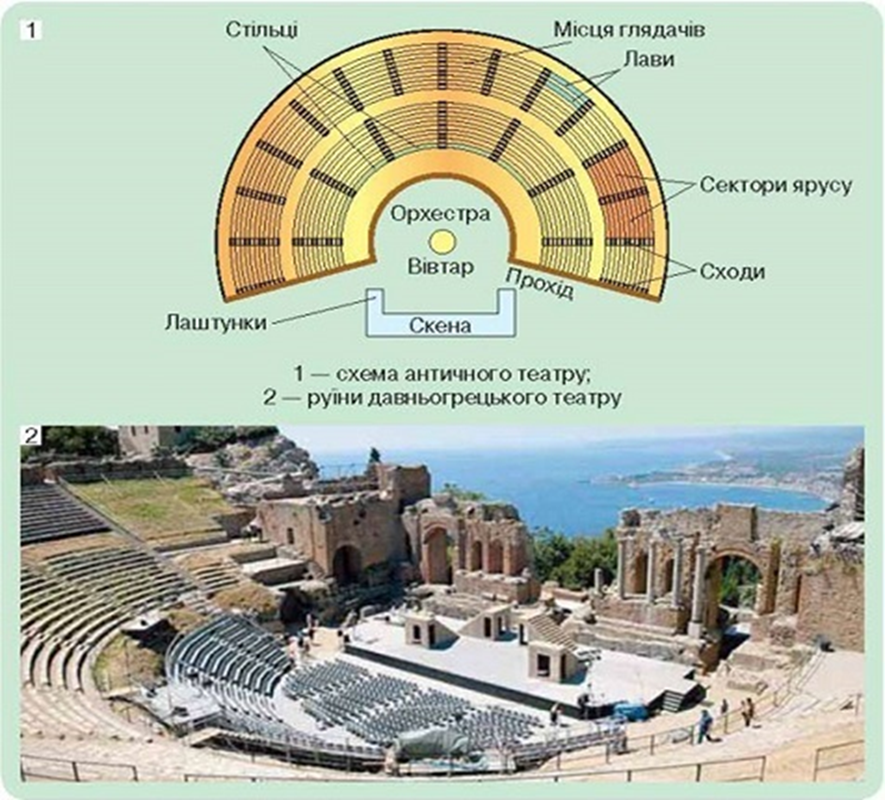 1
Стільці
Місця глядачів
Лави
Сектори ярусу
Орхестра
Вівтар
Прохід
Сходи
Лаштунки
Скена
1 — схема античного театру;
2 — руїни давньогрецького театру
2